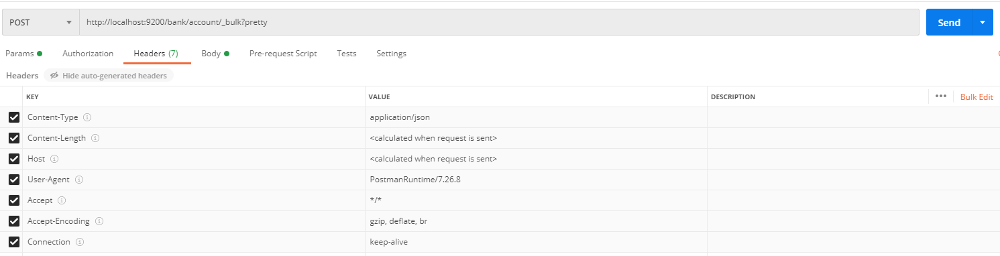 POST http://localhost:9200/bank/account/_bulk?pretty Send
Params Authorization Headers (7) Body Pre-request Script Tests Settings
Headers Hide auto-generated headers
KEY VALUE DESCRIPTION ••• Bulk Edit
Content-Type application/json
Content-Length <calculated when request is sent>
Host <calculated when request is sent>
User-Agent PostmanRuntime/7.26.8
Accept */*
Accept-Encoding gzip, deflate, br
Connection keep-alive